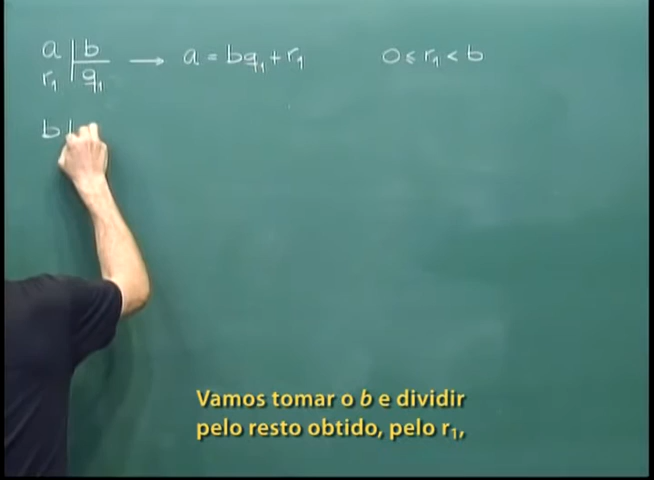 a | b → a = bq₁ + r₁ 0 ≤ r₁ < b
r₁ | q₁
b |
Vamos tomar o b e dividir
pelo resto obtido, pelo r₁,